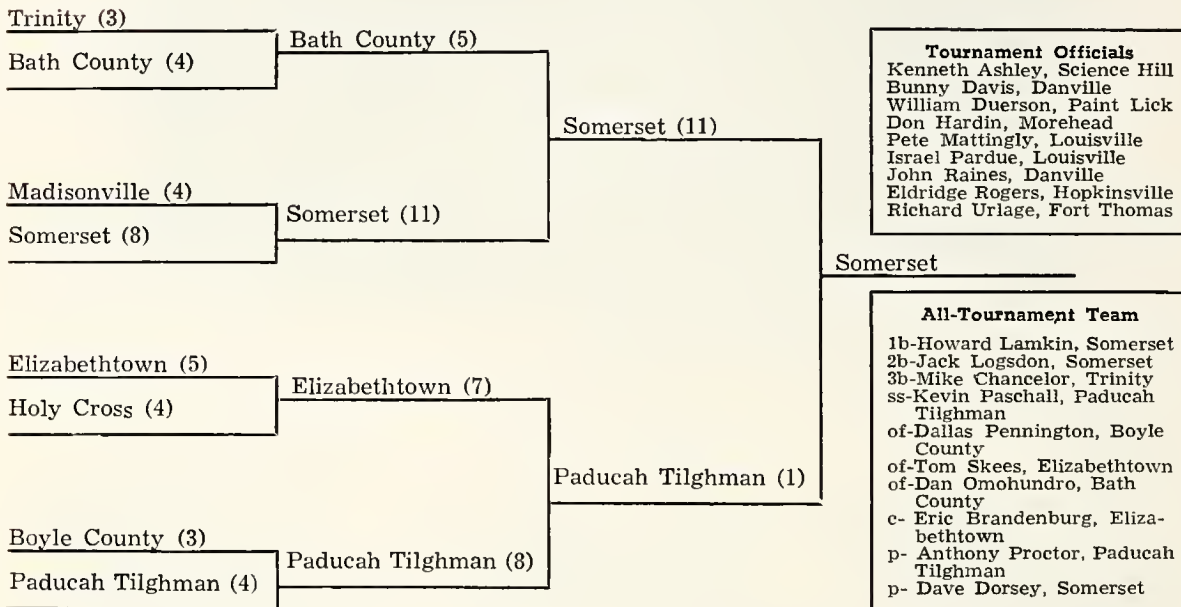 Trinity (3)
Bath County (4)
Bath County (5)
Madisonville (4)
Somerset (8)
Somerset (11)
Somerset (11)
Elizabethtown (5)
Holy Cross (4)
Elizabethtown (7)
Boyle County (3)
Paducah Tilghman (4)
Paducah Tilghman (8)
Paducah Tilghman (1)
Somerset
Tournament Officials
Kenneth Ashley, Science Hill
Bunny Davis, Danville
William Duerson, Paint Lick
Don Hardin, Morehead
Pete Mattingly, Louisville
Israel Pardue, Louisville
John Raines, Danville
Eldridge Rogers, Hopkinsville
Richard Urlage, Fort Thomas
All-Tournament Team
1b-Howard Lamkin, Somerset
2b-Jack Logsdon, Somerset
3b-Mike Chancelor, Trinity
ss-Kevin Paschall, Paducah
Tilghman
of-Dallas Pennington, Boyle
County
of-Tom Skees, Elizabethtown
of-Dan Omohundro, Bath
County
c- Eric Brandenburg, Eliza-
bethtown
p- Anthony Proctor, Paducah
Tilghman
p- Dave Dorsey, Somerset